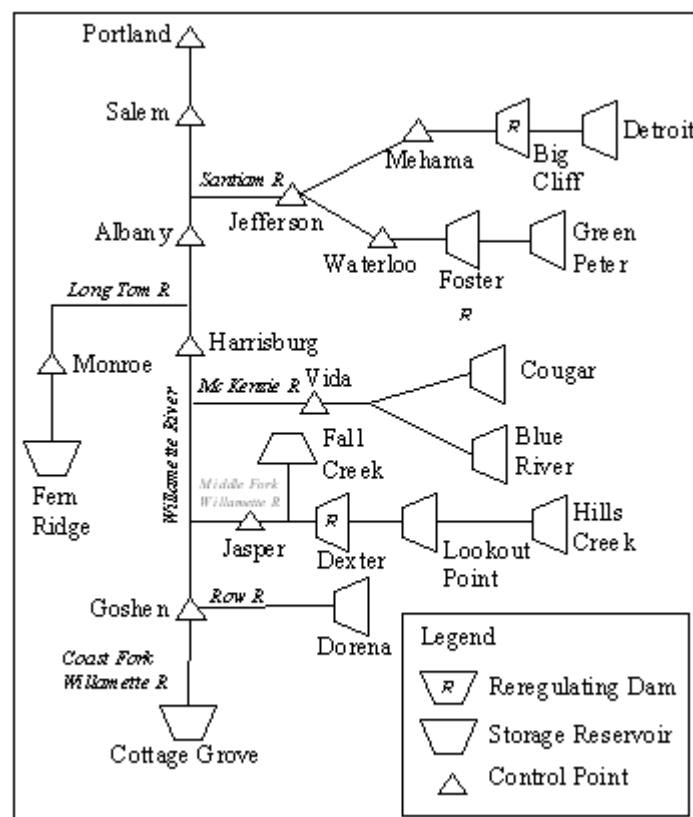 Portland
Salem
Mehama
R
Big
Cliff
Detroit
Santiam R
Jefferson
Albany
Waterloo
Foster
Green
Peter
Long Tom R
R
Harrisburg
Monroe
Mc Kenzie R
Vida
Cougar
Willamette River
Fall
Creek
Blue
River
Fern
Ridge
Middle Fork
Willamette R
Jasper
R
Dexter
Lookout
Point
Hills
Creek
Goshen
Row R
Dorena
Coast Fork
Willamette R
Cottage Grove
Legend
R
Reregulating Dam
Storage Reservoir
Control Point